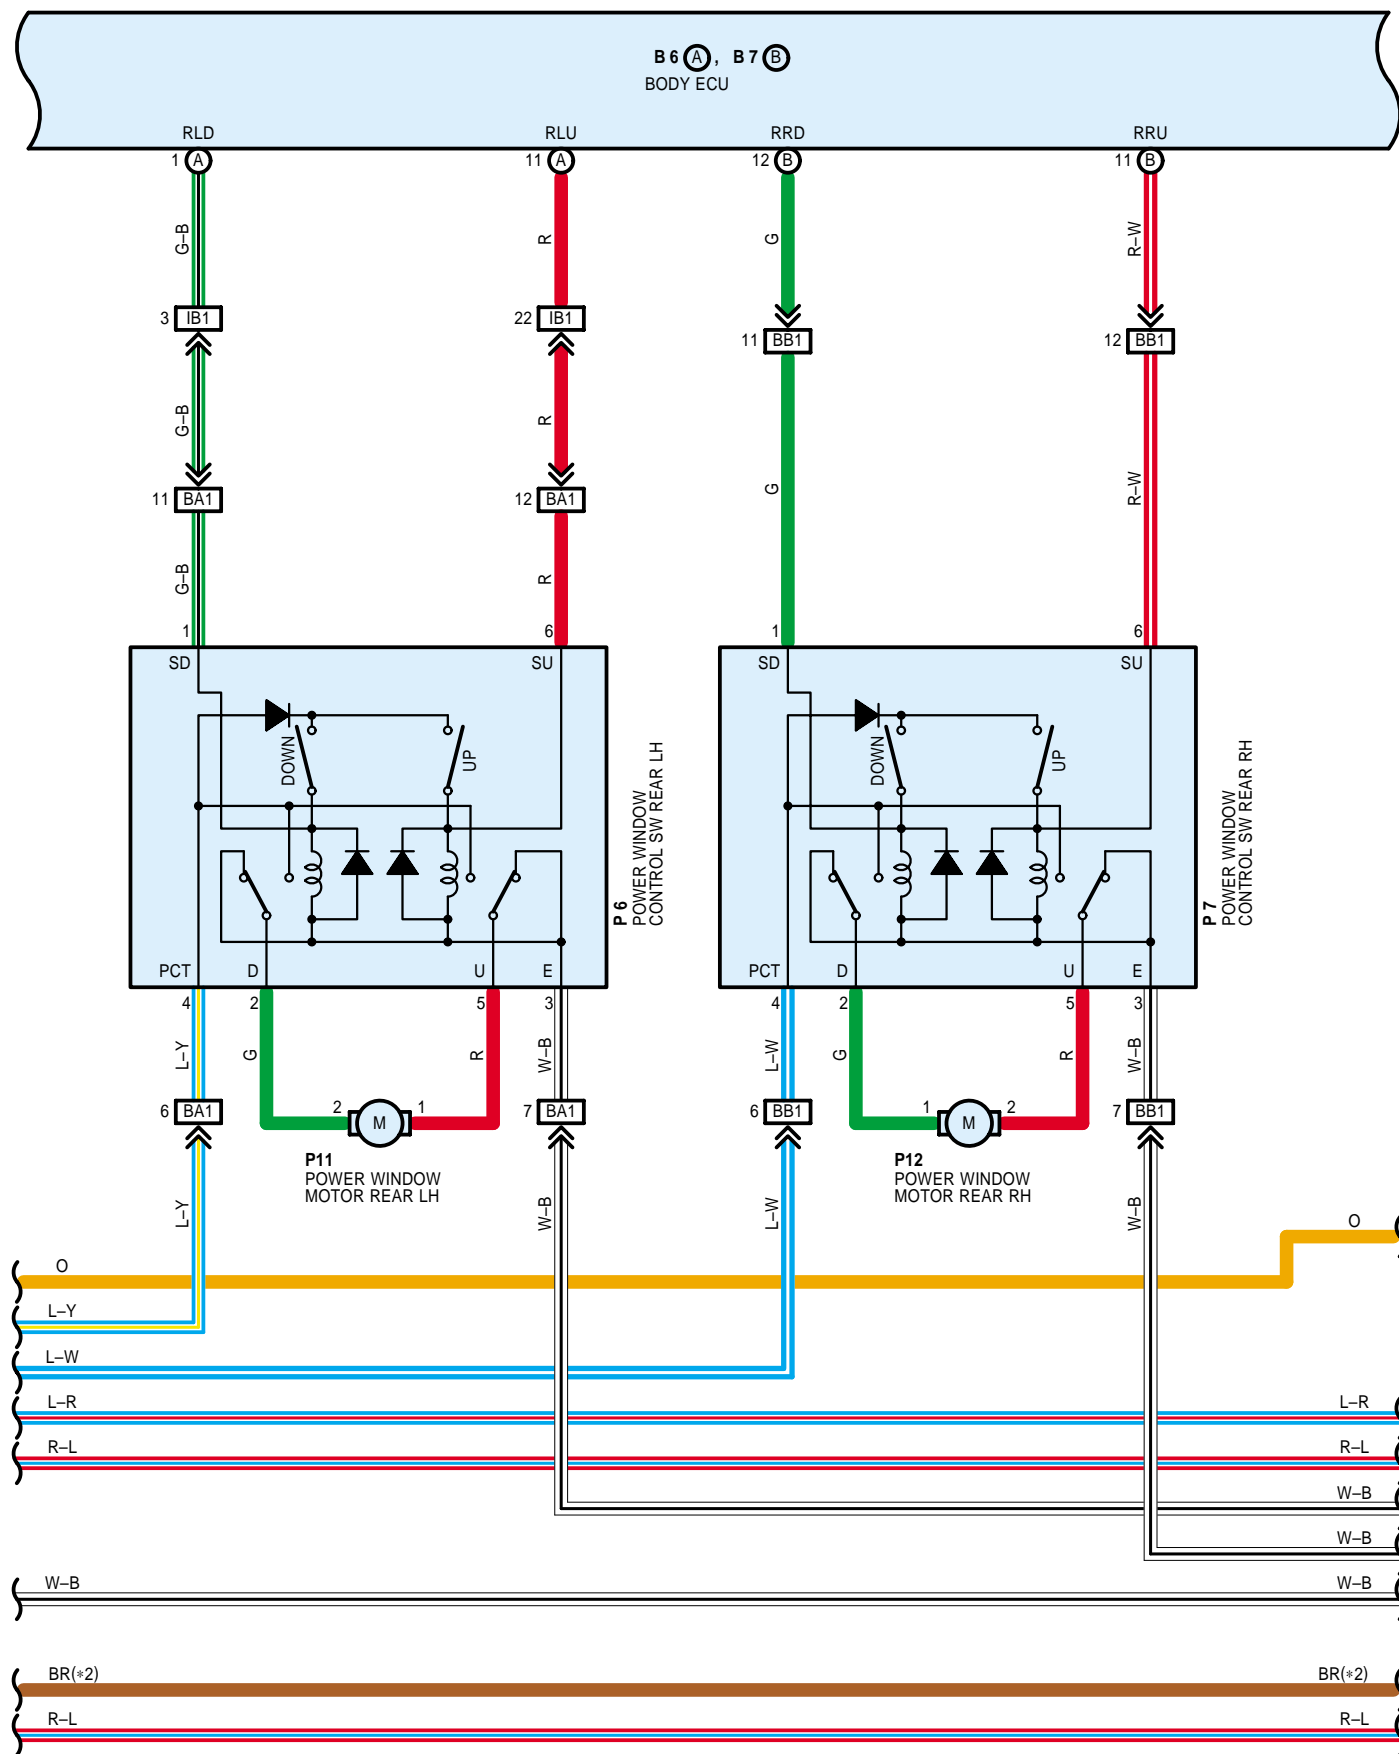 B 6 A , B 7 B
BODY ECU
RLD RLU RRD RRU
1 A 11 A 12 B 11 B
G–B R G R–W
3 IB1 22 IB1 11 BB1 12 BB1
G–B R G R–W
11 BA1 12 BA1
G–B R
1 6 1 6
SD SU SD SU
DOWN UP DOWN UP
P 6
POWER WINDOW
CONTROL SW REAR LH
P 7
POWER WINDOW
CONTROL SW REAR RH
PCT D U E PCT D U E
4 2 5 3 4 2 5 3
L–Y G R W–B L–W G R W–B
6 BA1 2 M 1 7 BA1 6 BB1 1 M 2 7 BB1
P11
POWER WINDOW
MOTOR REAR LH
P12
POWER WINDOW
MOTOR REAR RH
L–Y W–B L–W W–B
O O
L–Y
L–W
L–R L–R
R–L R–L
W–B
W–B
W–B W–B
BR(∗2) BR(∗2)
R–L R–L